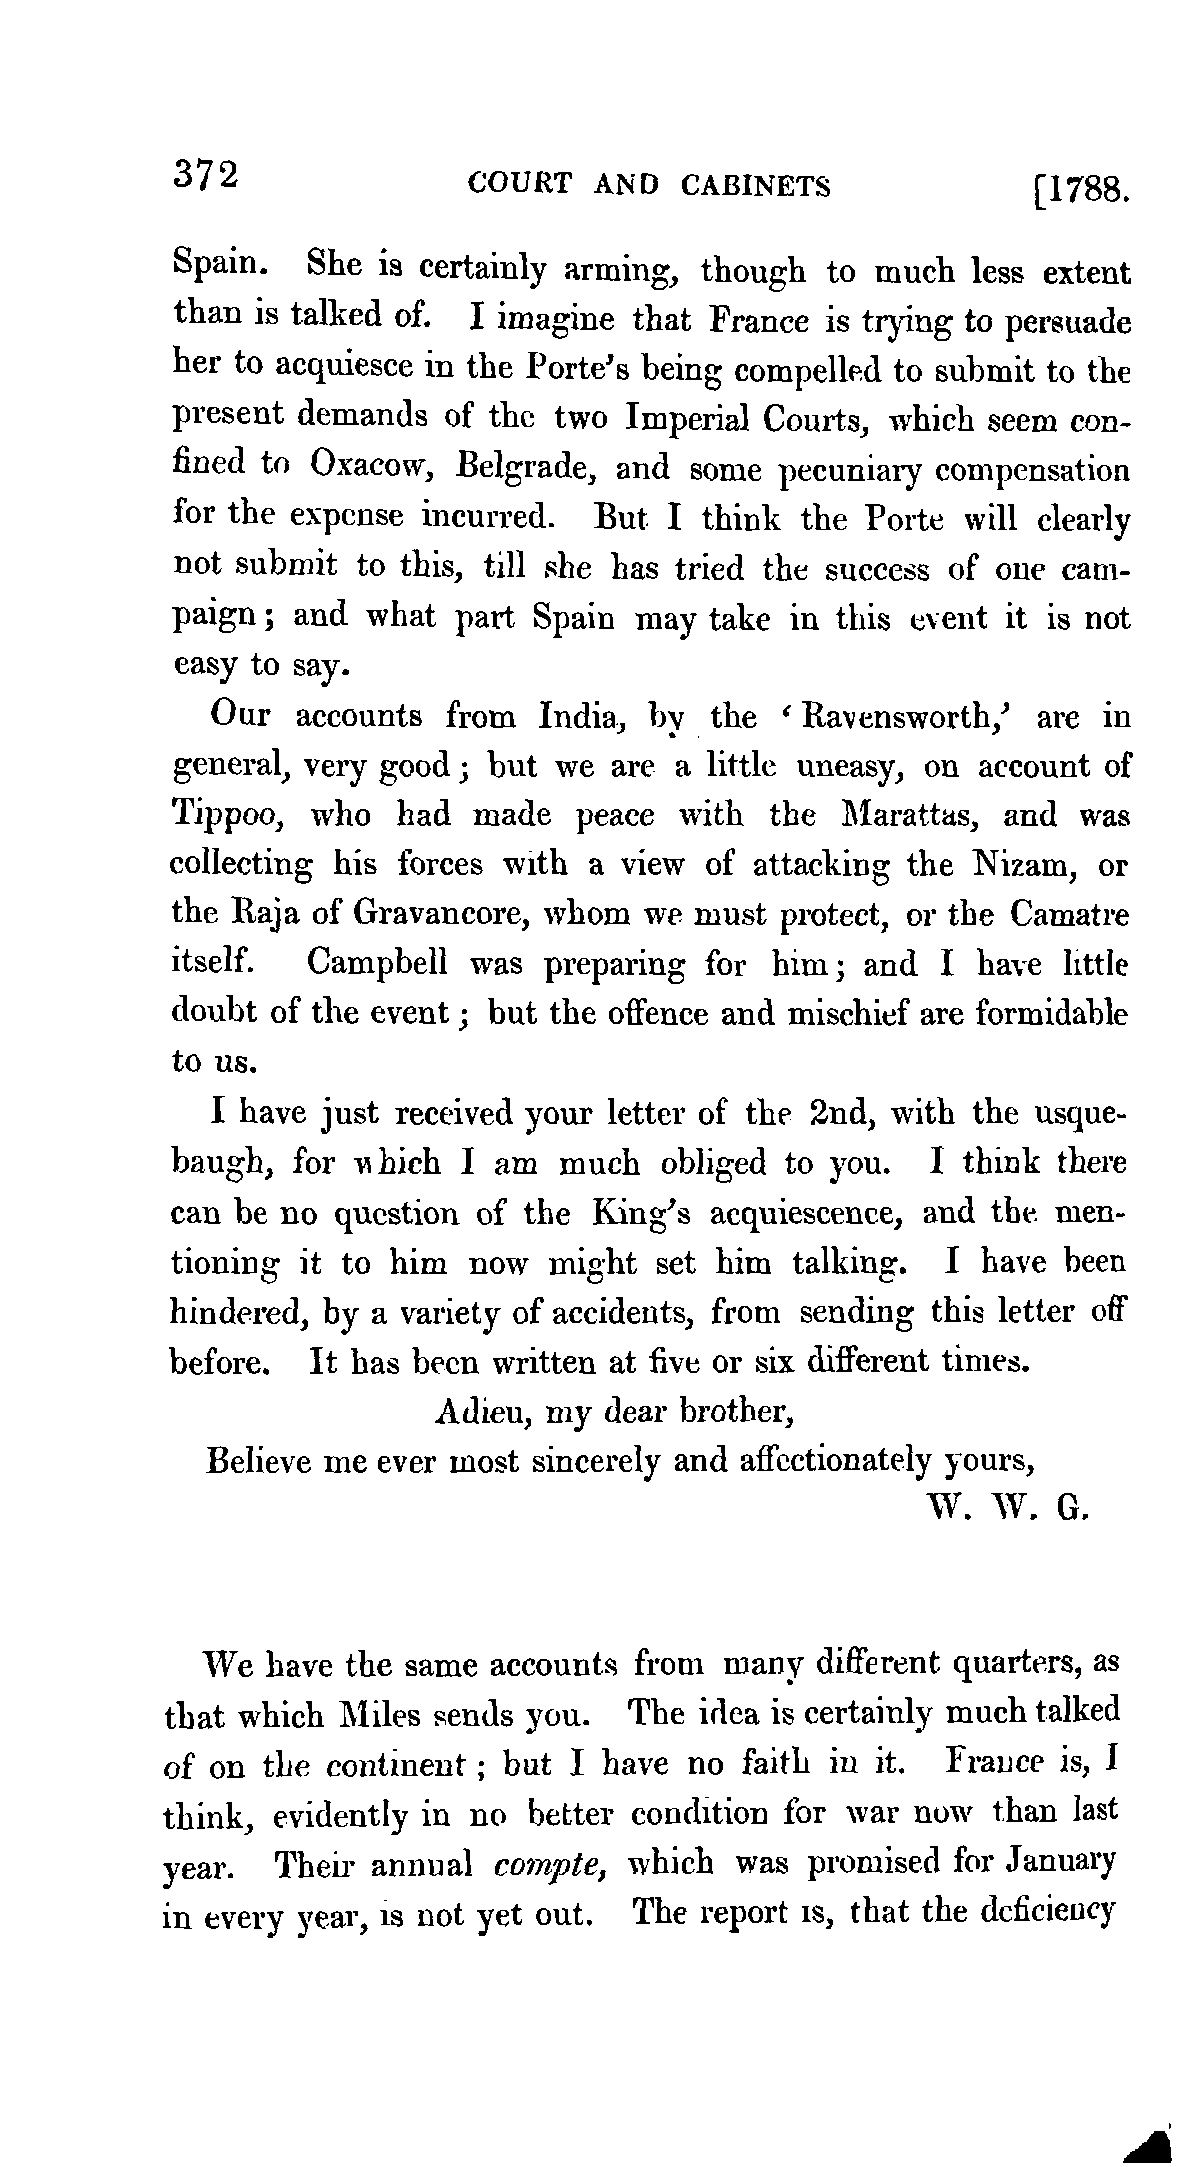 372 COURT AND CABINETS [1788.
Spain. She is certainly arming, though to much less extent
than is talked of. I imagine that France is trying to persuade
her to acquiesce in the Porte's being compelled to submit to the
present demands of the two Imperial Courts, which seem con-
fined to Oxacow, Belgrade, and some pecuniary compensation
for the expense incurred. But I think the Porte will clearly
not submit to this, till she has tried the success of one cam-
paign; and what part Spain may take in this event it is not
easy to say.
Our accounts from India, by the 'Ravensworth,' are in
general, very good; but we are a little uneasy, on account of
Tippoo, who had made peace with the Marattas, and was
collecting his forces with a view of attacking the Nizam, or
the Raja of Gravancore, whom we must protect, or the Camatre
itself. Campbell was preparing for him; and I have little
doubt of the event; but the offence and mischief are formidable
to us.
I have just received your letter of the 2nd, with the usque-
baugh, for which I am much obliged to you. I think there
can be no question of the King's acquiescence, and the men-
tioning it to him now might set him talking. I have been
hindered, by a variety of accidents, from sending this letter off
before. It has been written at five or six different times.
Adieu, my dear brother,
Believe me ever most sincerely and affectionately yours,
W. W. G.
We have the same accounts from many different quarters, as
that which Miles sends you. The idea is certainly much talked
of on the continent; but I have no faith in it. France is, I
think, evidently in no better condition for war now than last
year. Their annual compte, which was promised for January
in every year, is not yet out. The report is, that the deficiency